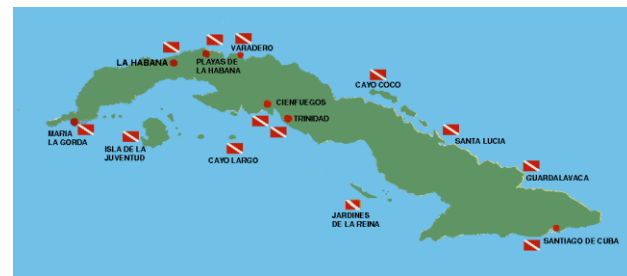 VARADERO
LA HABANA
PLAYAS DE
LA HABANA
CAYO COCO
CIENFUEGOS
TRINIDAD
MARIA
LA GORDA
ISLA DE LA
JUVENTUD
CAYO LARGO
SANTA LUCIA
GUARDALAVACA
JARDINES
DE LA REINA
SANTIAGO DE CUBA